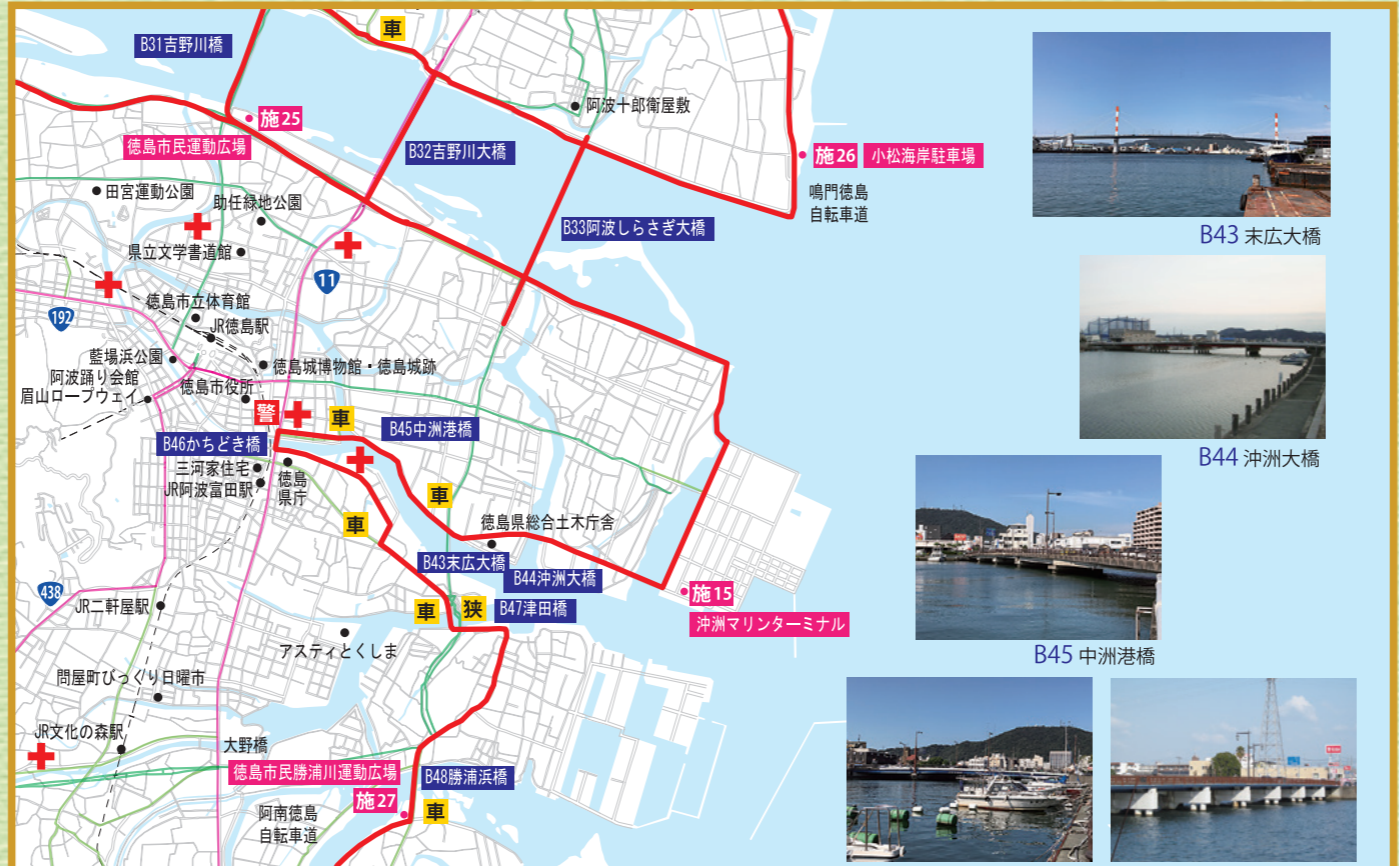 車
B31吉野川橋
阿波十郎衛屋敷
施25
徳島市民運動広場
B32吉野川大橋
施26 小松海岸駐車場
田宮運動公園
助任緑地公園
鳴門徳島
自転車道
B33阿波しらさぎ大橋
県立文学書道館
11
192
徳島市立体育館
JR徳島駅
藍場浜公園
徳島城博物館・徳島城跡
阿波踊り会館
眉山ロープウェイ
徳島市役所
警
車
B45中洲港橋
B46かちどき橋
三河家住宅
JR阿波富田駅
徳島
県庁
車
車
徳島県総合土木庁舎
B43末広大橋
B44沖洲大橋
438
施15
JR二軒屋駅
車
狭
B47津田橋
沖洲マリンターミナル
アスティとくしま
問屋町びっくり日曜市
JR文化の森駅
大野橋
徳島市民勝浦川運動広場
B48勝浦浜橋
施27
車
阿南徳島
自転車道
B43 末広大橋
B44 沖洲大橋
B45 中洲港橋